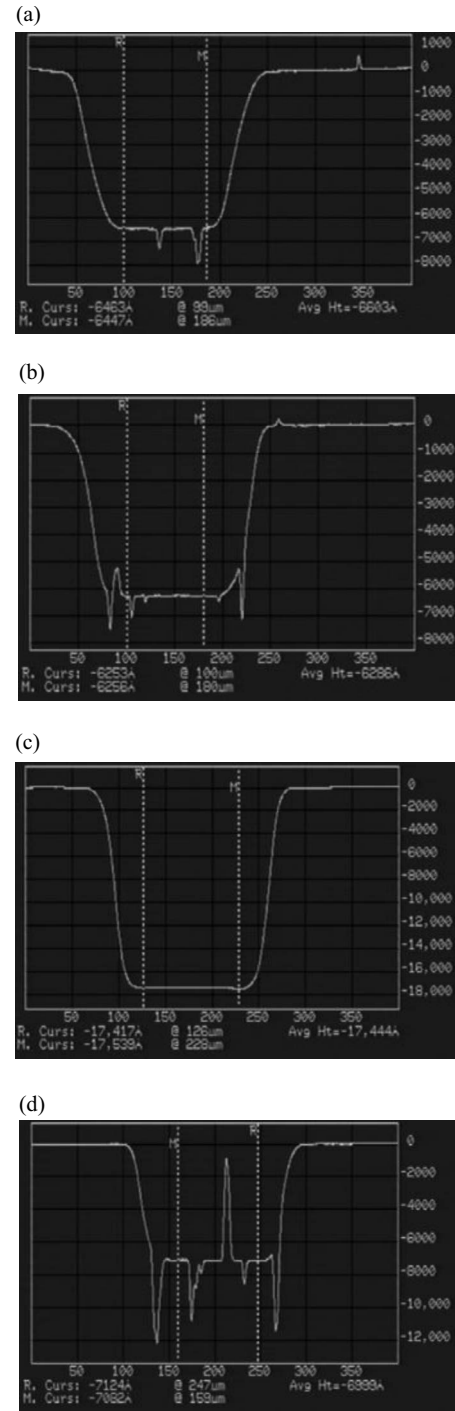 (a)
R
M
1000
0
-1000
-2000
-3000
-4000
-5000
-6000
-7000
-8000
50 100 150 200 250 300 350
R. Curs: -6463Å @ 99um Avg Ht=-6603Å
M. Curs: -6447Å @ 186um
(b)
R
M
0
-1000
-2000
-3000
-4000
-5000
-6000
-7000
-8000
50 100 150 200 250 300 350
R. Curs: -6253Å @ 100um Avg Ht=-6286Å
M. Curs: -6256Å @ 180um
(c)
R
M
0
-2000
-4000
-6000
-8000
-10,000
-12,000
-14,000
-16,000
-18,000
50 100 150 200 250 300 350
R. Curs: -17,417Å @ 126um Avg Ht=-17,444Å
M. Curs: -17,539Å @ 228um
(d)
R
M
0
-2000
-4000
-6000
-8000
-10,000
-12,000
50 100 150 200 250 300 350
R. Curs: -7124Å @ 247um Avg Ht=-6999Å
M. Curs: -7082Å @ 159um